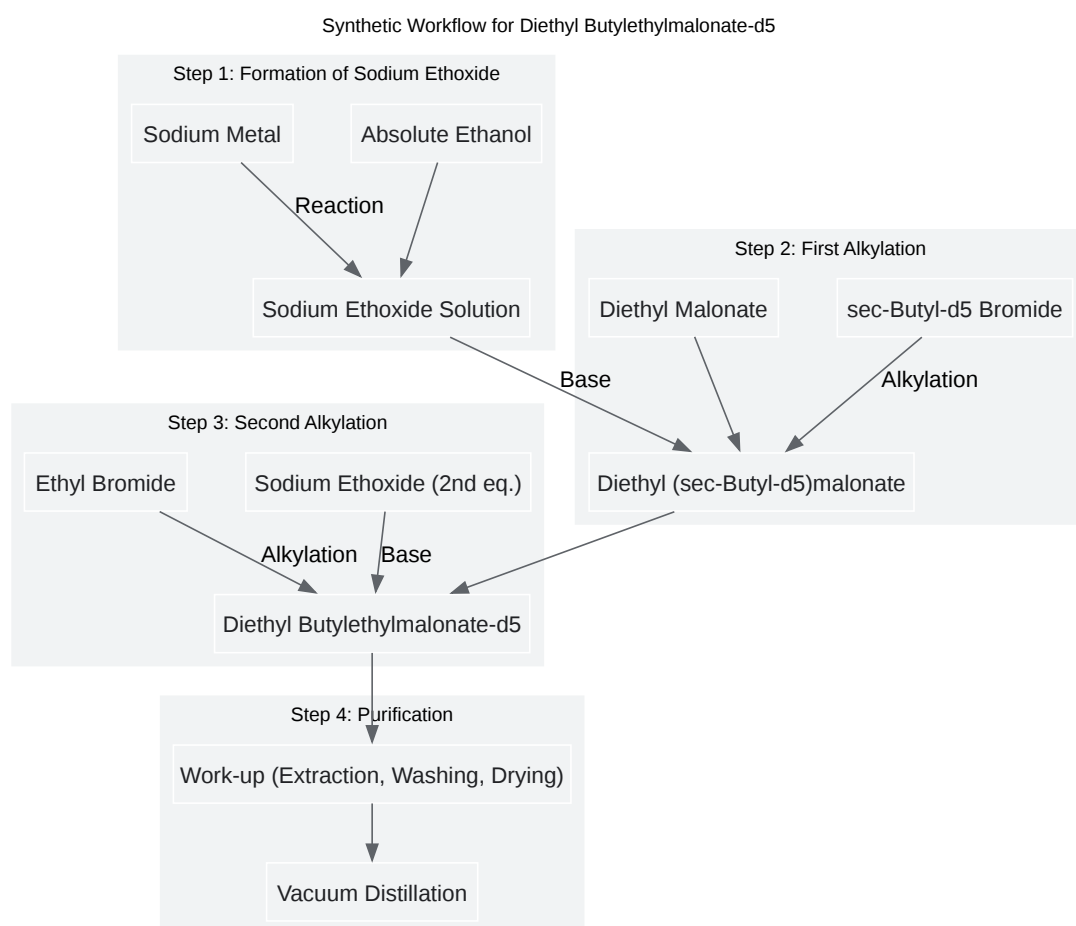 Synthetic Workflow for Diethyl Butylethylmalonate-d5
Step 1: Formation of Sodium Ethoxide
Sodium Metal
Absolute Ethanol
Reaction
Sodium Ethoxide Solution
Step 2: First Alkylation
Diethyl Malonate
sec-Butyl-d5 Bromide
Base
Alkylation
Diethyl (sec-Butyl-d5)malonate
Step 3: Second Alkylation
Ethyl Bromide
Sodium Ethoxide (2nd eq.)
Alkylation
Base
Diethyl Butylethylmalonate-d5
Step 4: Purification
Work-up (Extraction, Washing, Drying)
Vacuum Distillation